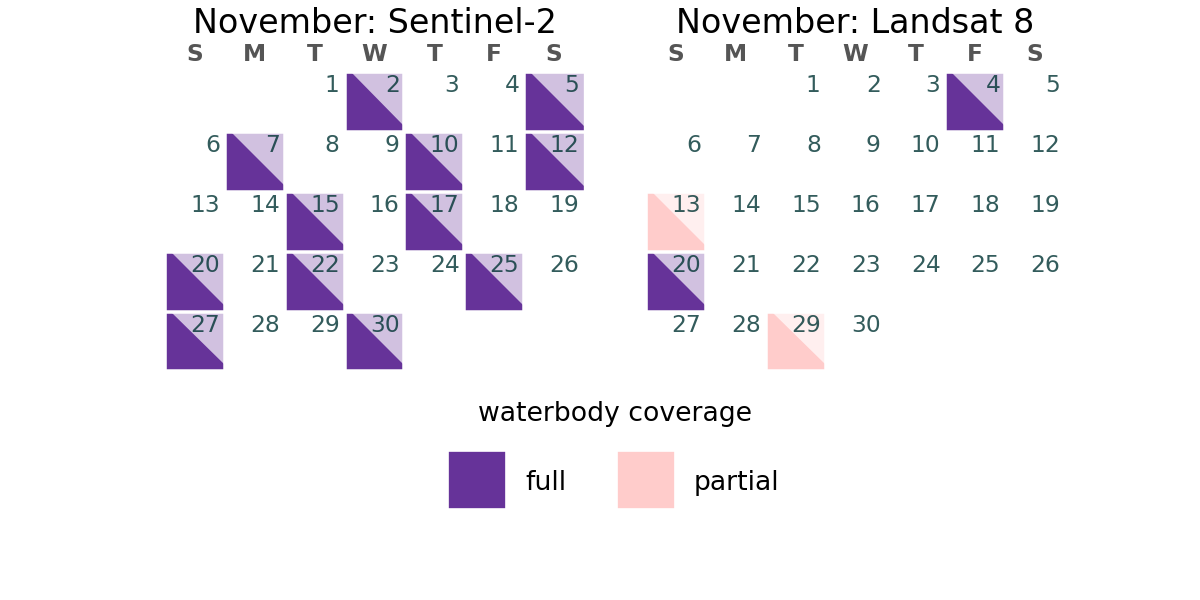 November: Sentinel-2
S M T W T F S
1 2 3 4 5
6 7 8 9 10 11 12
13 14 15 16 17 18 19
20 21 22 23 24 25 26
27 28 29 30
November: Landsat 8
S M T W T F S
1 2 3 4 5
6 7 8 9 10 11 12
13 14 15 16 17 18 19
20 21 22 23 24 25 26
27 28 29 30
waterbody coverage
full partial